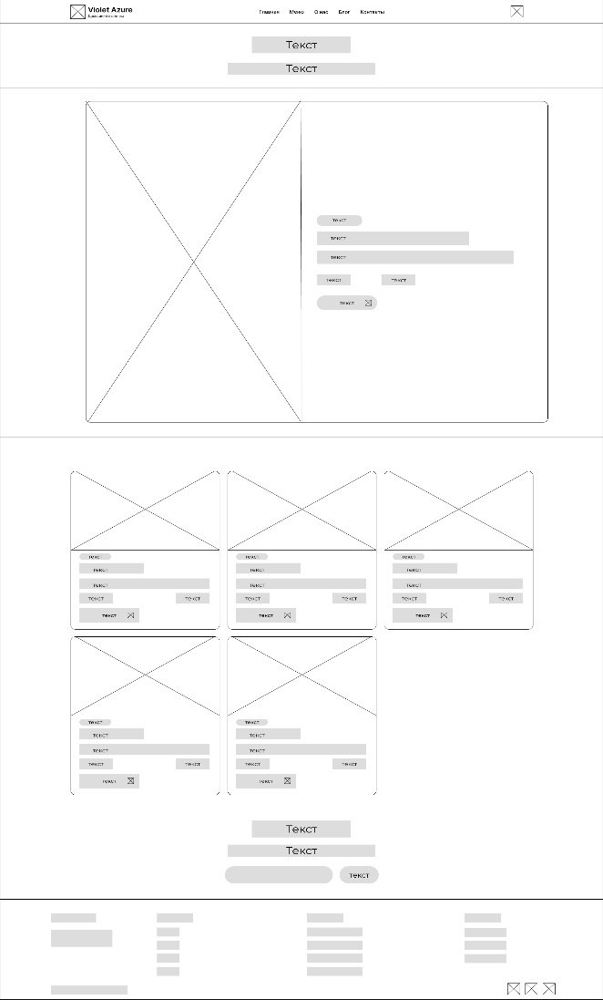 Violet Azure
Домашняя выпечка
Главная Меню О нас Блог Контакты
Текст
Текст
текст
текст
текст
текст текст
текст
текст текст текст
текст текст текст
текст текст текст
текст текст текст текст текст текст
текст текст текст
текст текст
текст текст
текст текст
текст текст текст текст
текст текст
Текст
Текст
текст